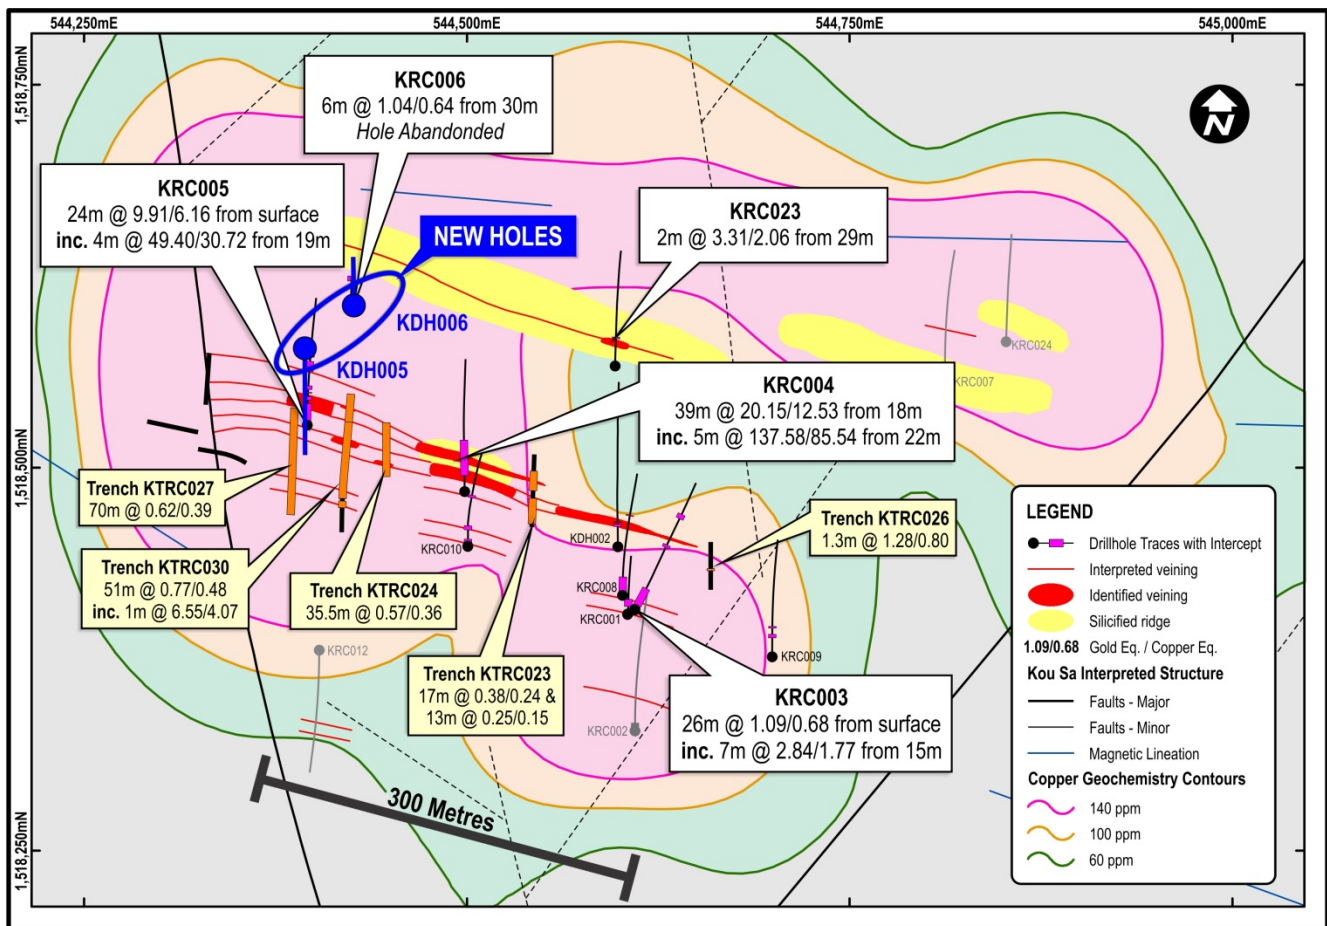 544,250mE
544,500mE
544,750mE
545,000mE
1,518,750mN
1,518,500mN
1,518,250mN
N
KRC006
6m @ 1.04/0.64 from 30m
Hole Abandonded
KRC005
24m @ 9.91/6.16 from surface
inc. 4m @ 49.40/30.72 from 19m
NEW HOLES
KRC023
2m @ 3.31/2.06 from 29m
KDH006
KDH005
KRC024
KRC007
KRC004
39m @ 20.15/12.53 from 18m
inc. 5m @ 137.58/85.54 from 22m
Trench KTRC027
70m @ 0.62/0.39
Trench KTRC030
51m @ 0.77/0.48
inc. 1m @ 6.55/4.07
Trench KTRC024
35.5m @ 0.57/0.36
KRC010
KDH002
Trench KTRC026
1.3m @ 1.28/0.80
KRC008
KRC001
KRC012
Trench KTRC023
17m @ 0.38/0.24 &
13m @ 0.25/0.15
KRC009
KRC002
KRC003
26m @ 1.09/0.68 from surface
inc. 7m @ 2.84/1.77 from 15m
300 Metres
LEGEND
Drillhole Traces with Intercept
Interpreted veining
Identified veining
Silicified ridge
1.09/0.68 Gold Eq. / Copper Eq.
Kou Sa Interpreted Structure
Faults - Major
Faults - Minor
Magnetic Lineation
Copper Geochemistry Contours
140 ppm
100 ppm
60 ppm